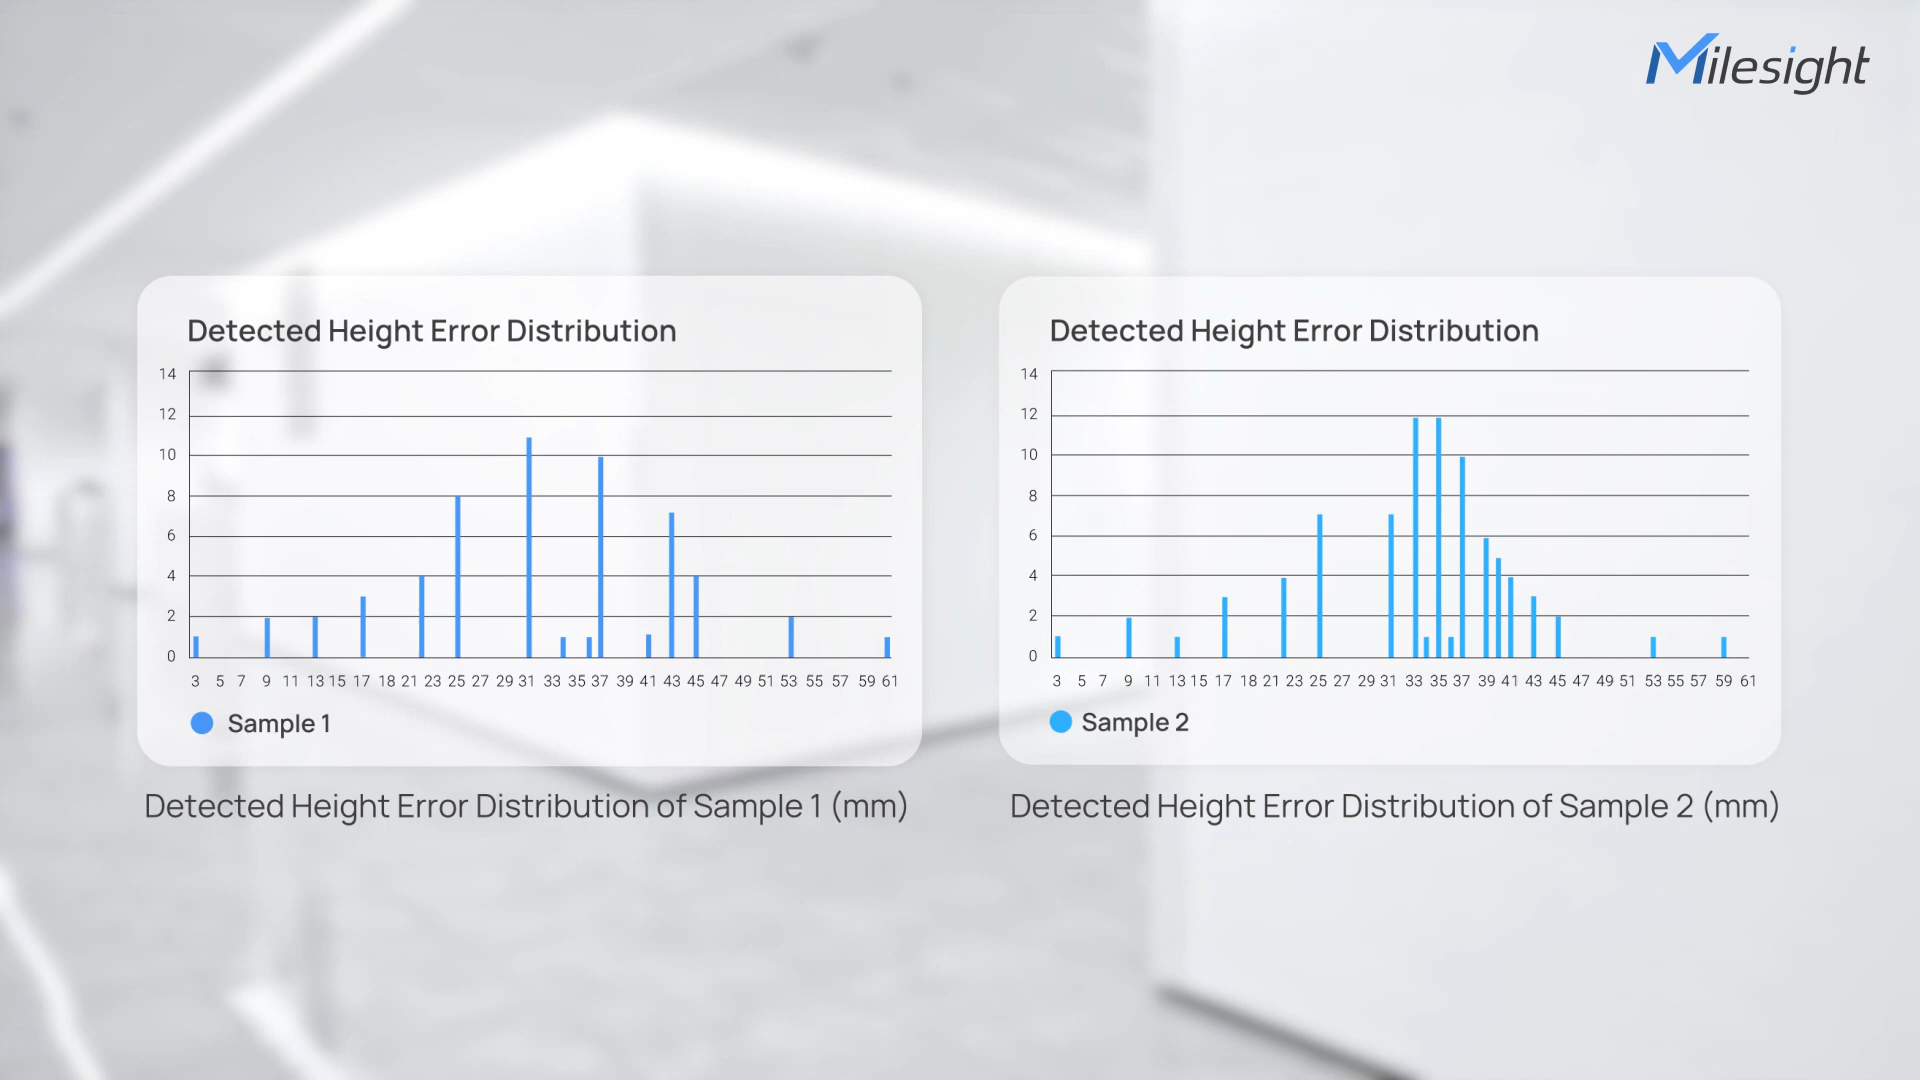 Milesight
Detected Height Error Distribution
14
12
10
8
6
4
2
0
3 5 7 9 11 13 15 17 18 21 23 25 27 29 31 33 35 37 39 41 43 45 47 49 51 53 55 57 59 61
Sample 1
Detected Height Error Distribution of Sample 1 (mm)
Detected Height Error Distribution
14
12
10
8
6
4
2
0
3 5 7 9 11 13 15 17 18 21 23 25 27 29 31 33 35 37 39 41 43 45 47 49 51 53 55 57 59 61
Sample 2
Detected Height Error Distribution of Sample 2 (mm)